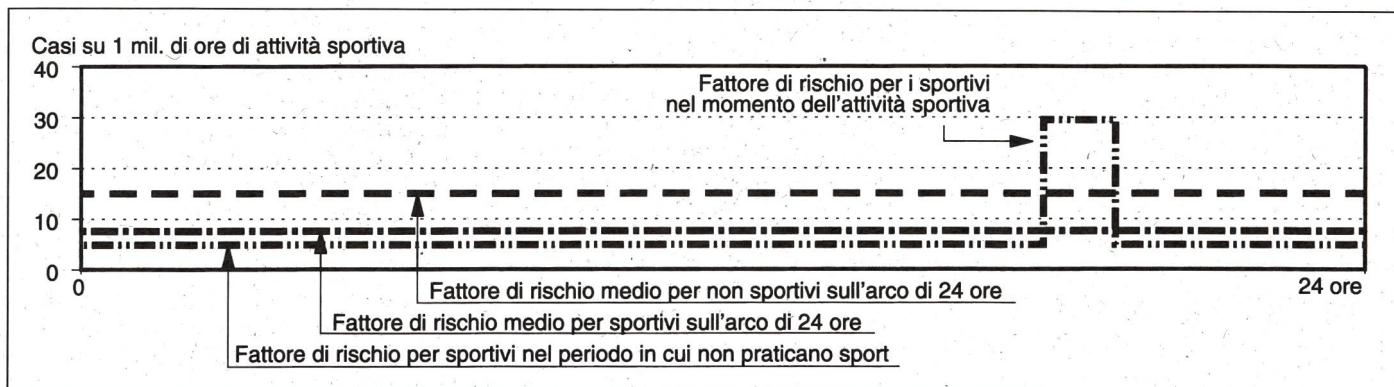 Casi su 1 mil. di ore di attività sportiva
40
30
20
10
0
Fattore di rischio per i sportivi
nel momento dell'attività sportiva
0
24 ore
Fattore di rischio medio per non sportivi sull'arco di 24 ore
Fattore di rischio medio per sportivi sull'arco di 24 ore
Fattore di rischio per sportivi nel periodo in cui non praticano sport